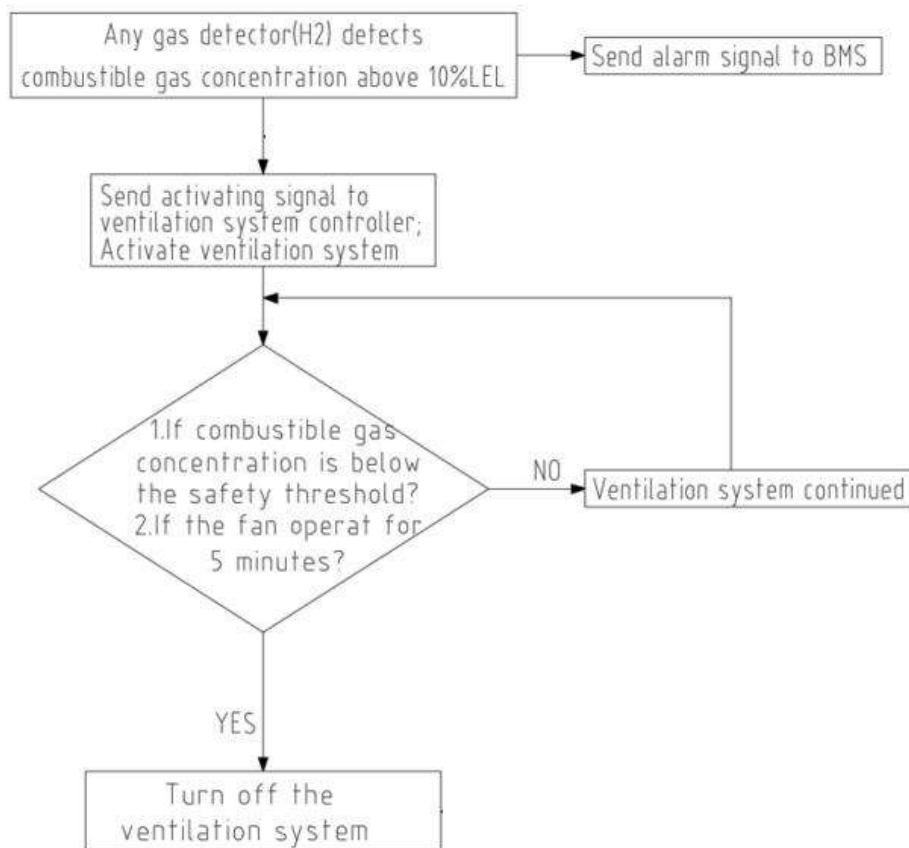 Any gas detector(H2) detects
combustible gas concentration above 10%LEL
Send alarm signal to BMS
Send activating signal to
ventilation system controller;
Activate ventilation system
1.If combustible gas
concentration is below
the safety threshold?
2.If the fan operat for
5 minutes?
NO
Ventilation system continued
YES
Turn off the
ventilation system